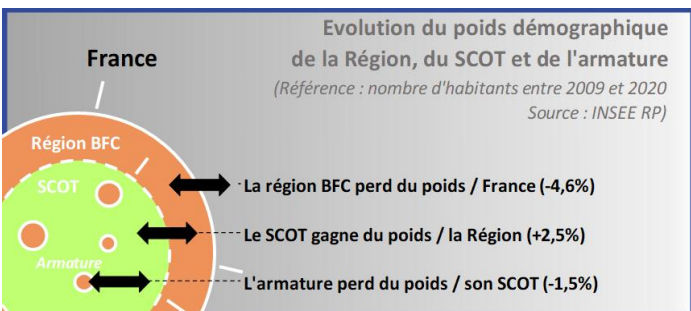 Evolution du poids démographique
de la Région, du SCOT et de l'armature
(Référence : nombre d'habitants entre 2009 et 2020
Source : INSEE RP)
France
Région BFC
SCOT
Armature
La région BFC perd du poids / France (-4,6%)
Le SCOT gagne du poids / la Région (+2,5%)
L'armature perd du poids / son SCOT (-1,5%)